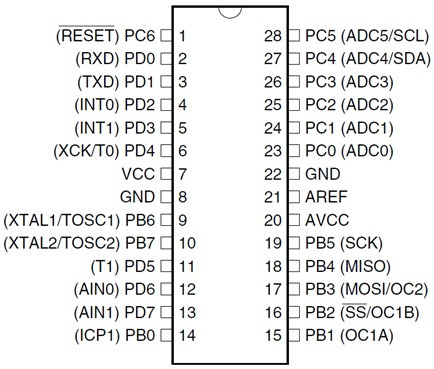 (RESET) PC6 1 28 PC5 (ADC5/SCL)
(RXD) PD0 2 27 PC4 (ADC4/SDA)
(TXD) PD1 3 26 PC3 (ADC3)
(INT0) PD2 4 25 PC2 (ADC2)
(INT1) PD3 5 24 PC1 (ADC1)
(XCK/T0) PD4 6 23 PC0 (ADC0)
VCC 7 22 GND
GND 8 21 AREF
(XTAL1/TOSC1) PB6 9 20 AVCC
(XTAL2/TOSC2) PB7 10 19 PB5 (SCK)
(T1) PD5 11 18 PB4 (MISO)
(AIN0) PD6 12 17 PB3 (MOSI/OC2)
(AIN1) PD7 13 16 PB2 (SS/OC1B)
(ICP1) PB0 14 15 PB1 (OC1A)